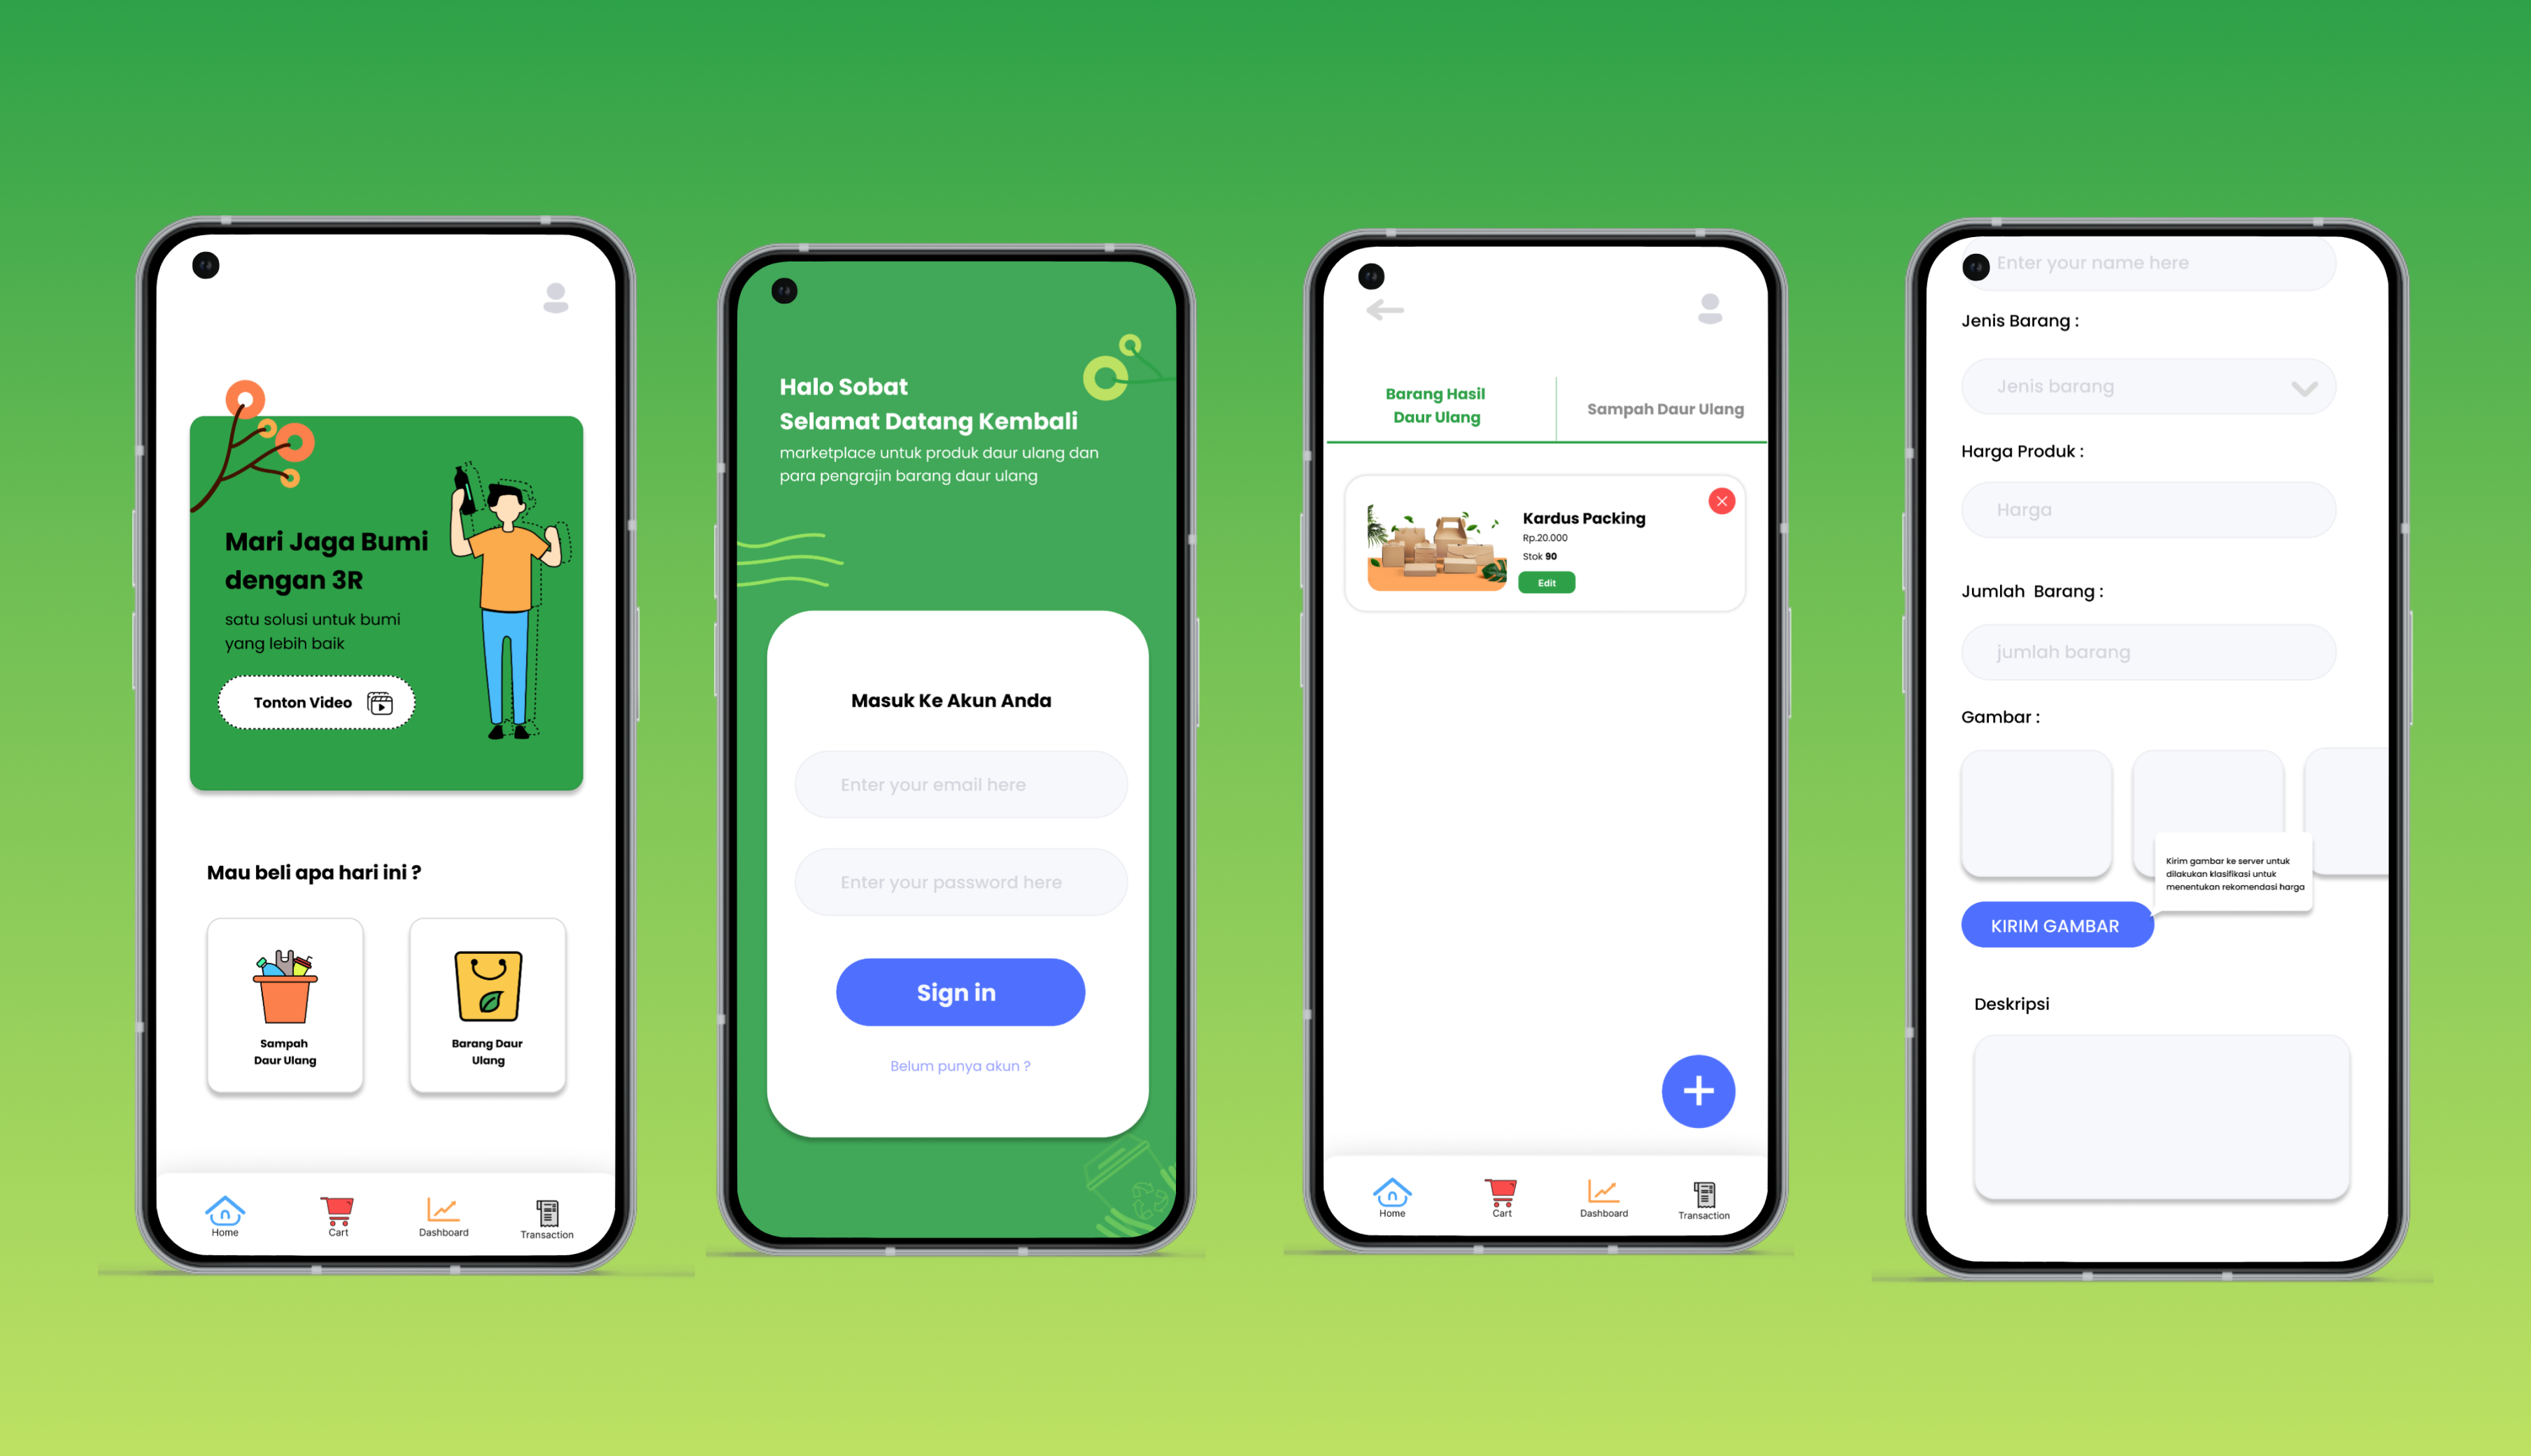 Mari Jaga Bumi
dengan 3R
satu solusi untuk bumi
yang lebih baik
Tonton Video
Mau beli apa hari ini ?
Sampah
Daur Ulang
Barang Daur
Ulang
Home
Cart
Dashboard
Transaction
Halo Sobat
Selamat Datang Kembali
marketplace untuk produk daur ulang dan
para pengrajin barang daur ulang
Masuk Ke Akun Anda
Enter your email here
Enter your password here
Sign in
Belum punya akun ?
Barang Hasil
Daur Ulang
Sampah Daur Ulang
Kardus Packing
Rp.20.000
Stok 90
Edit
Home
Cart
Dashboard
Transaction
Enter your name here
Jenis Barang :
Jenis barang
Harga Produk :
Harga
Jumlah  Barang :
jumlah barang
Gambar :
Kirim gambar ke server untuk
dilakukan klasifikasi untuk
menentukan rekomendasi harga
KIRIM GAMBAR
Deskripsi